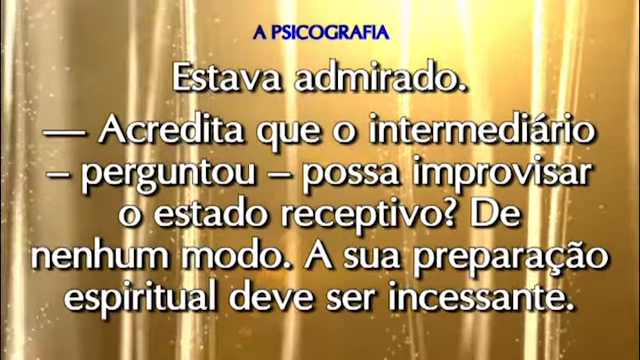 A PSICOGRAFIA
Estava admirado.
— Acredita que o intermediário
– perguntou – possa improvisar
o estado receptivo? De
nenhum modo. A sua preparação
espiritual deve ser incessante.